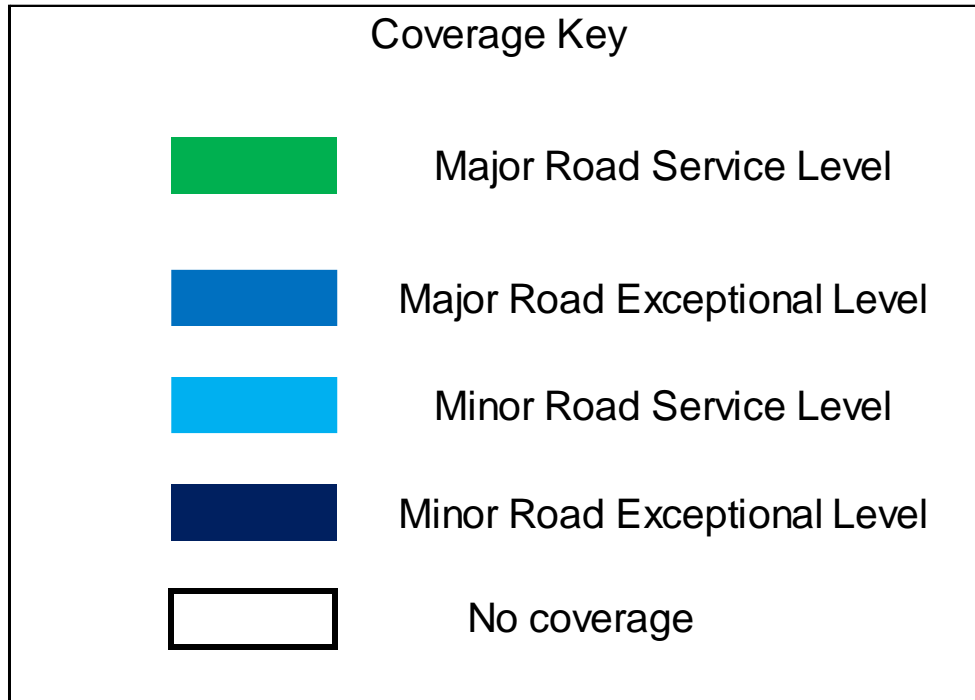 Coverage Key
Major Road Service Level
Major Road Exceptional Level
Minor Road Service Level
Minor Road Exceptional Level
No coverage